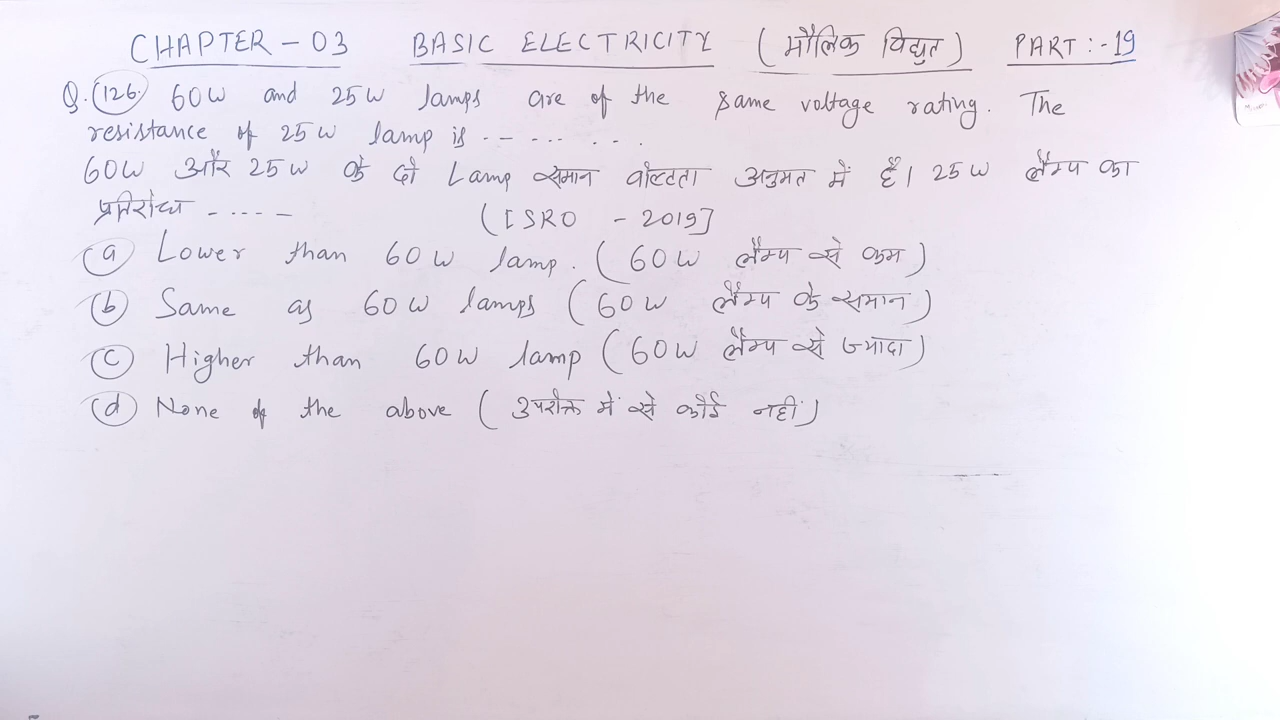 CHAPTER - 03 BASIC ELECTRICITY (मौलिक विद्युत) PART:-19
Q. 126. 60W and 25W lamps are of the same voltage rating. The
resistance of 25W lamp is - - ... ...
60W और 25W के दो Lamp समान वोल्टता अनुमत में हैं। 25W लैम्प का
प्रतिरोध - ... - (ISRO - 2019]
(a) Lower than 60W lamp. (60W लैम्प से कम)
(b) Same as 60W lamps (60W लैम्प के समान)
(c) Higher than 60W lamp (60W लैम्प से ज्यादा)
(d) None of the above (उपरोक्त में से कोई नहीं)